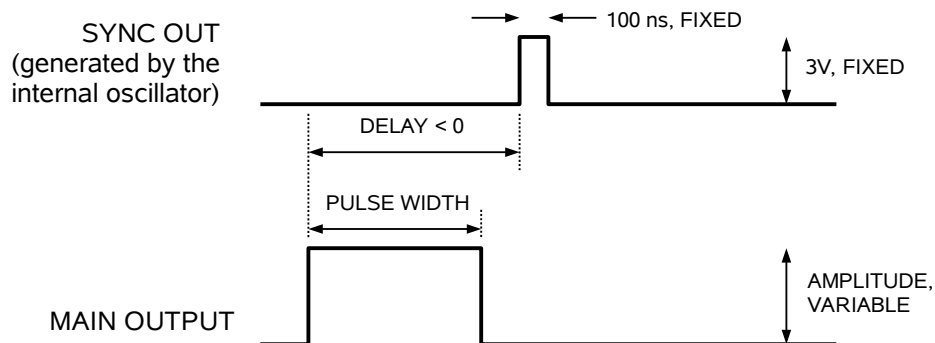 100 ns, FIXED
SYNC OUT
(generated by the
internal oscillator)
3V, FIXED
DELAY < 0
PULSE WIDTH
AMPLITUDE,
VARIABLE
MAIN OUTPUT